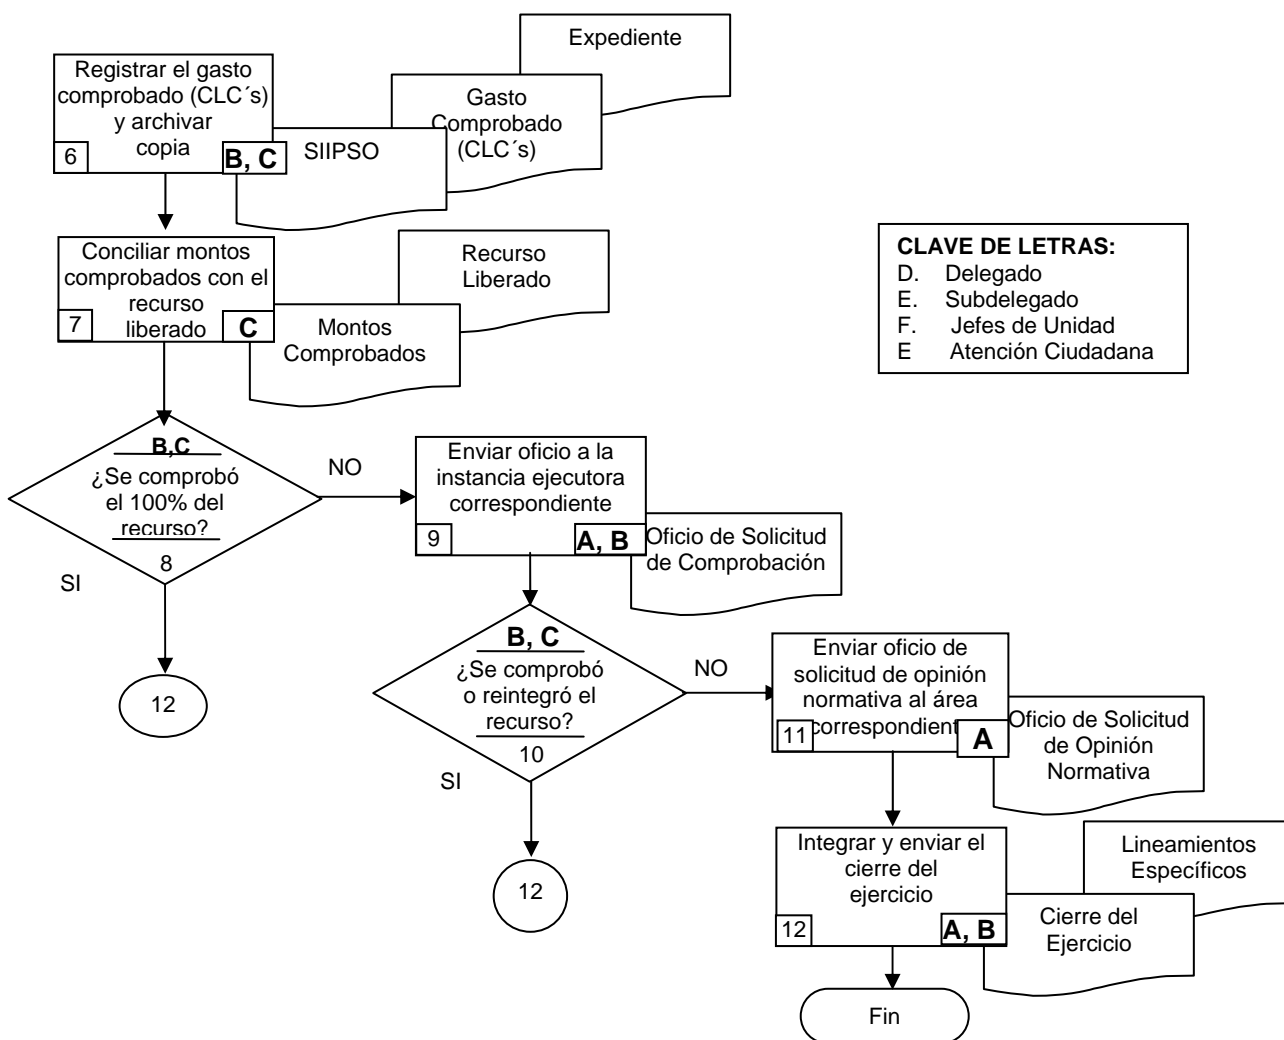 Expediente
Registrar el gasto
comprobado (CLC´s)
y archivar
copia
6
B, C
SIIPSO
Gasto
Comprobado
(CLC´s)
Conciliar montos
comprobados con el
recurso
liberado
7
C
Montos
Comprobados
Recurso
Liberado
CLAVE DE LETRAS:
D. Delegado
E. Subdelegado
F. Jefes de Unidad
E Atención Ciudadana
B,C
¿Se comprobó
el 100% del
recurso?
8
NO
SI
12
Enviar oficio a la
instancia ejecutora
correspondiente
9
A, B
Oficio de Solicitud
de Comprobación
B, C
¿Se comprobó
o reintegró el
recurso?
10
NO
SI
12
Enviar oficio de
solicitud de opinión
normativa al área
correspondient
11
A
Oficio de Solicitud
de Opinión
Normativa
Integrar y enviar el
cierre del
ejercicio
12
A, B
Cierre del
Ejercicio
Lineamientos
Específicos
Fin